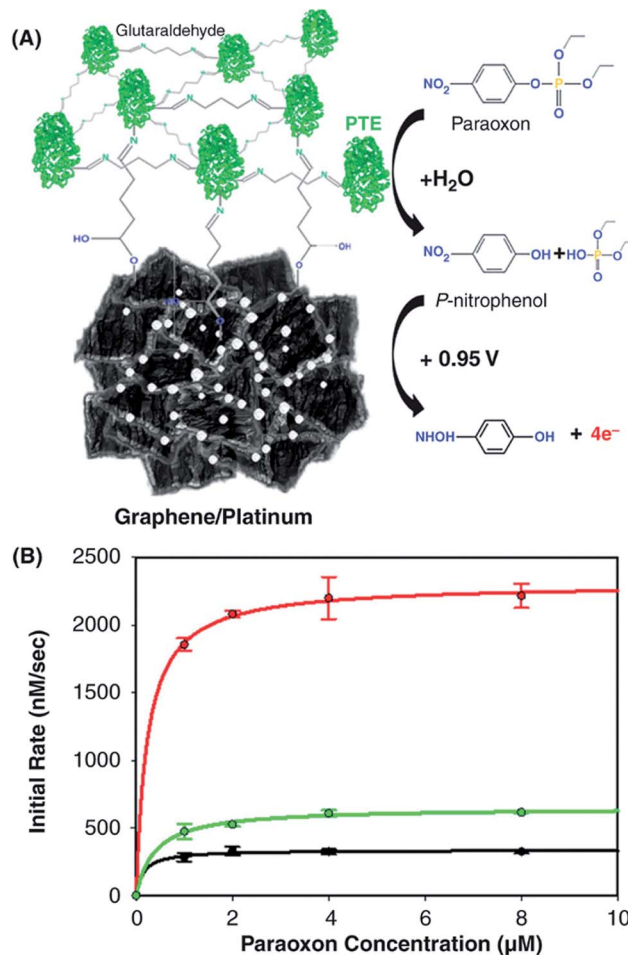 (A)
Glutaraldehyde
N
N
N
N
N
N
N
N
N
N
PTE
HO
O
OH
O
HO
O
Graphene/Platinum
NO₂
O
P
O
O
O
Paraoxon
+H₂O
NO₂
OH
+
HO
P
O
O
O
P-nitrophenol
+ 0.95 V
NHOH
OH
+ 4e⁻
(B)
Initial Rate (nM/sec)
2500
2000
1500
1000
500
0
0
2
4
6
8
10
Paraoxon Concentration (µM)